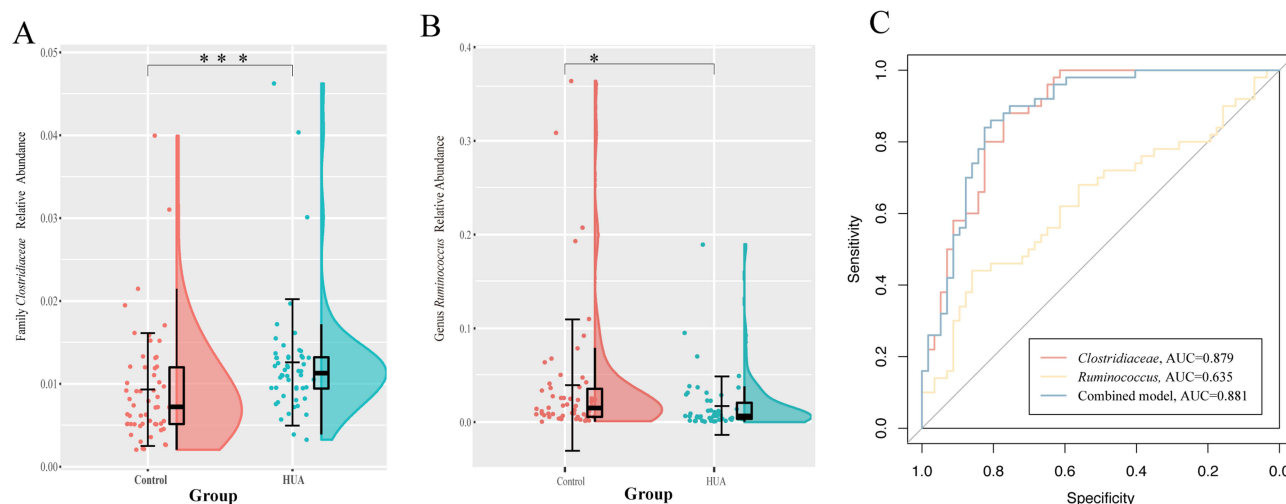 A
* * *
Family Clostridiaceae Relative Abundance
0.05
0.04
0.03
0.02
0.01
0.00
Control
HUA
Group
B
*
Genus Ruminococcus Relative Abundance
0.4
0.3
0.2
0.1
0.0
Control
HUA
Group
C
Sensitivity
1.0
0.8
0.6
0.4
0.2
0.0
Clostridiaceae, AUC=0.879
Ruminococcus, AUC=0.635
Combined model, AUC=0.881
1.0 0.8 0.6 0.4 0.2 0.0
Specificity